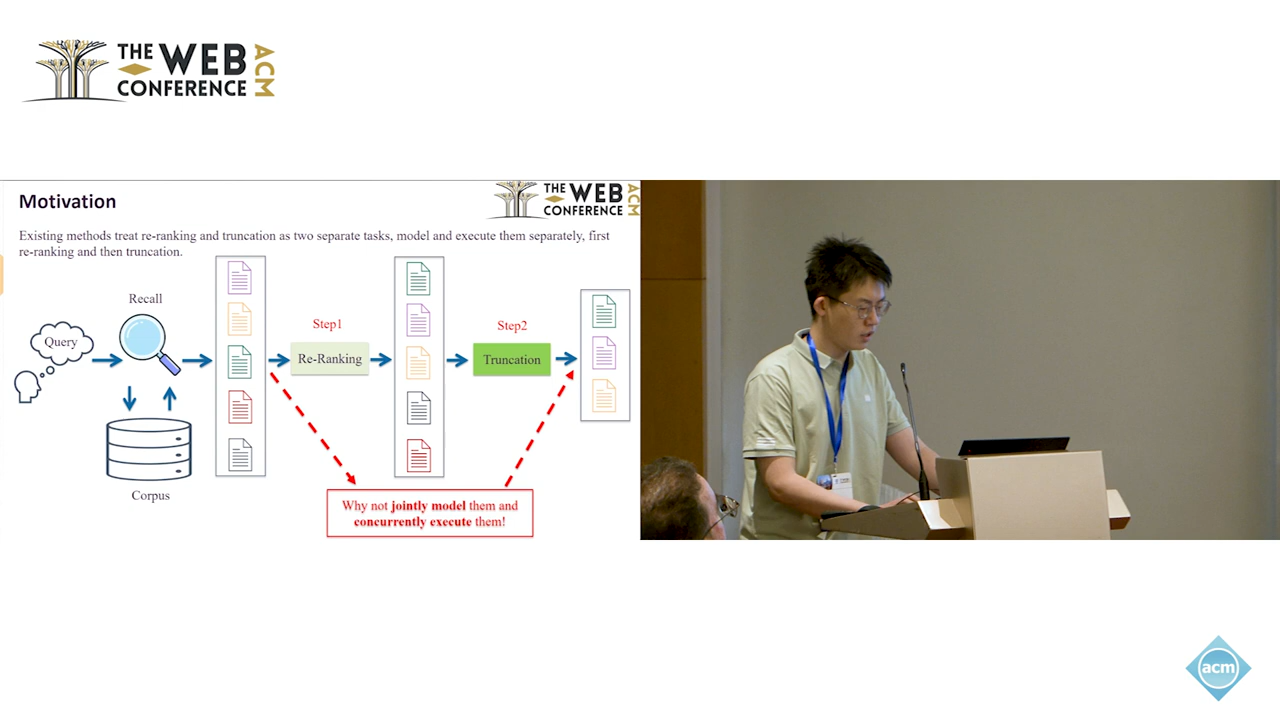 THE WEB
CONFERENCE
ACM
Motivation
THE WEB
CONFERENCE
ACM
Existing methods treat re-ranking and truncation as two separate tasks, model and execute them separately, first
re-ranking and then truncation.
Recall
Query
Step1
Step2
Re-Ranking
Truncation
Corpus
Why not jointly model them and
concurrently execute them!
acm